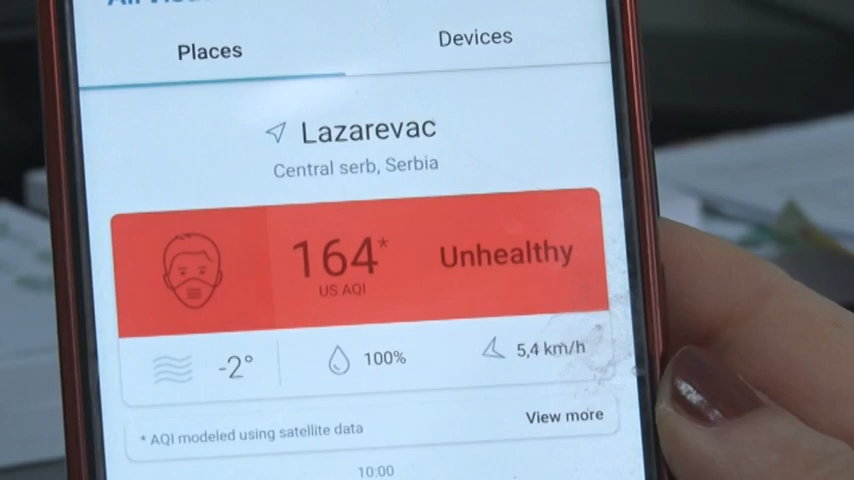 Places
Devices
Lazarevac
Central serb, Serbia
164*
US AQI
Unhealthy
-2°
100%
5,4 km/h
* AQI modeled using satellite data
View more
10:00